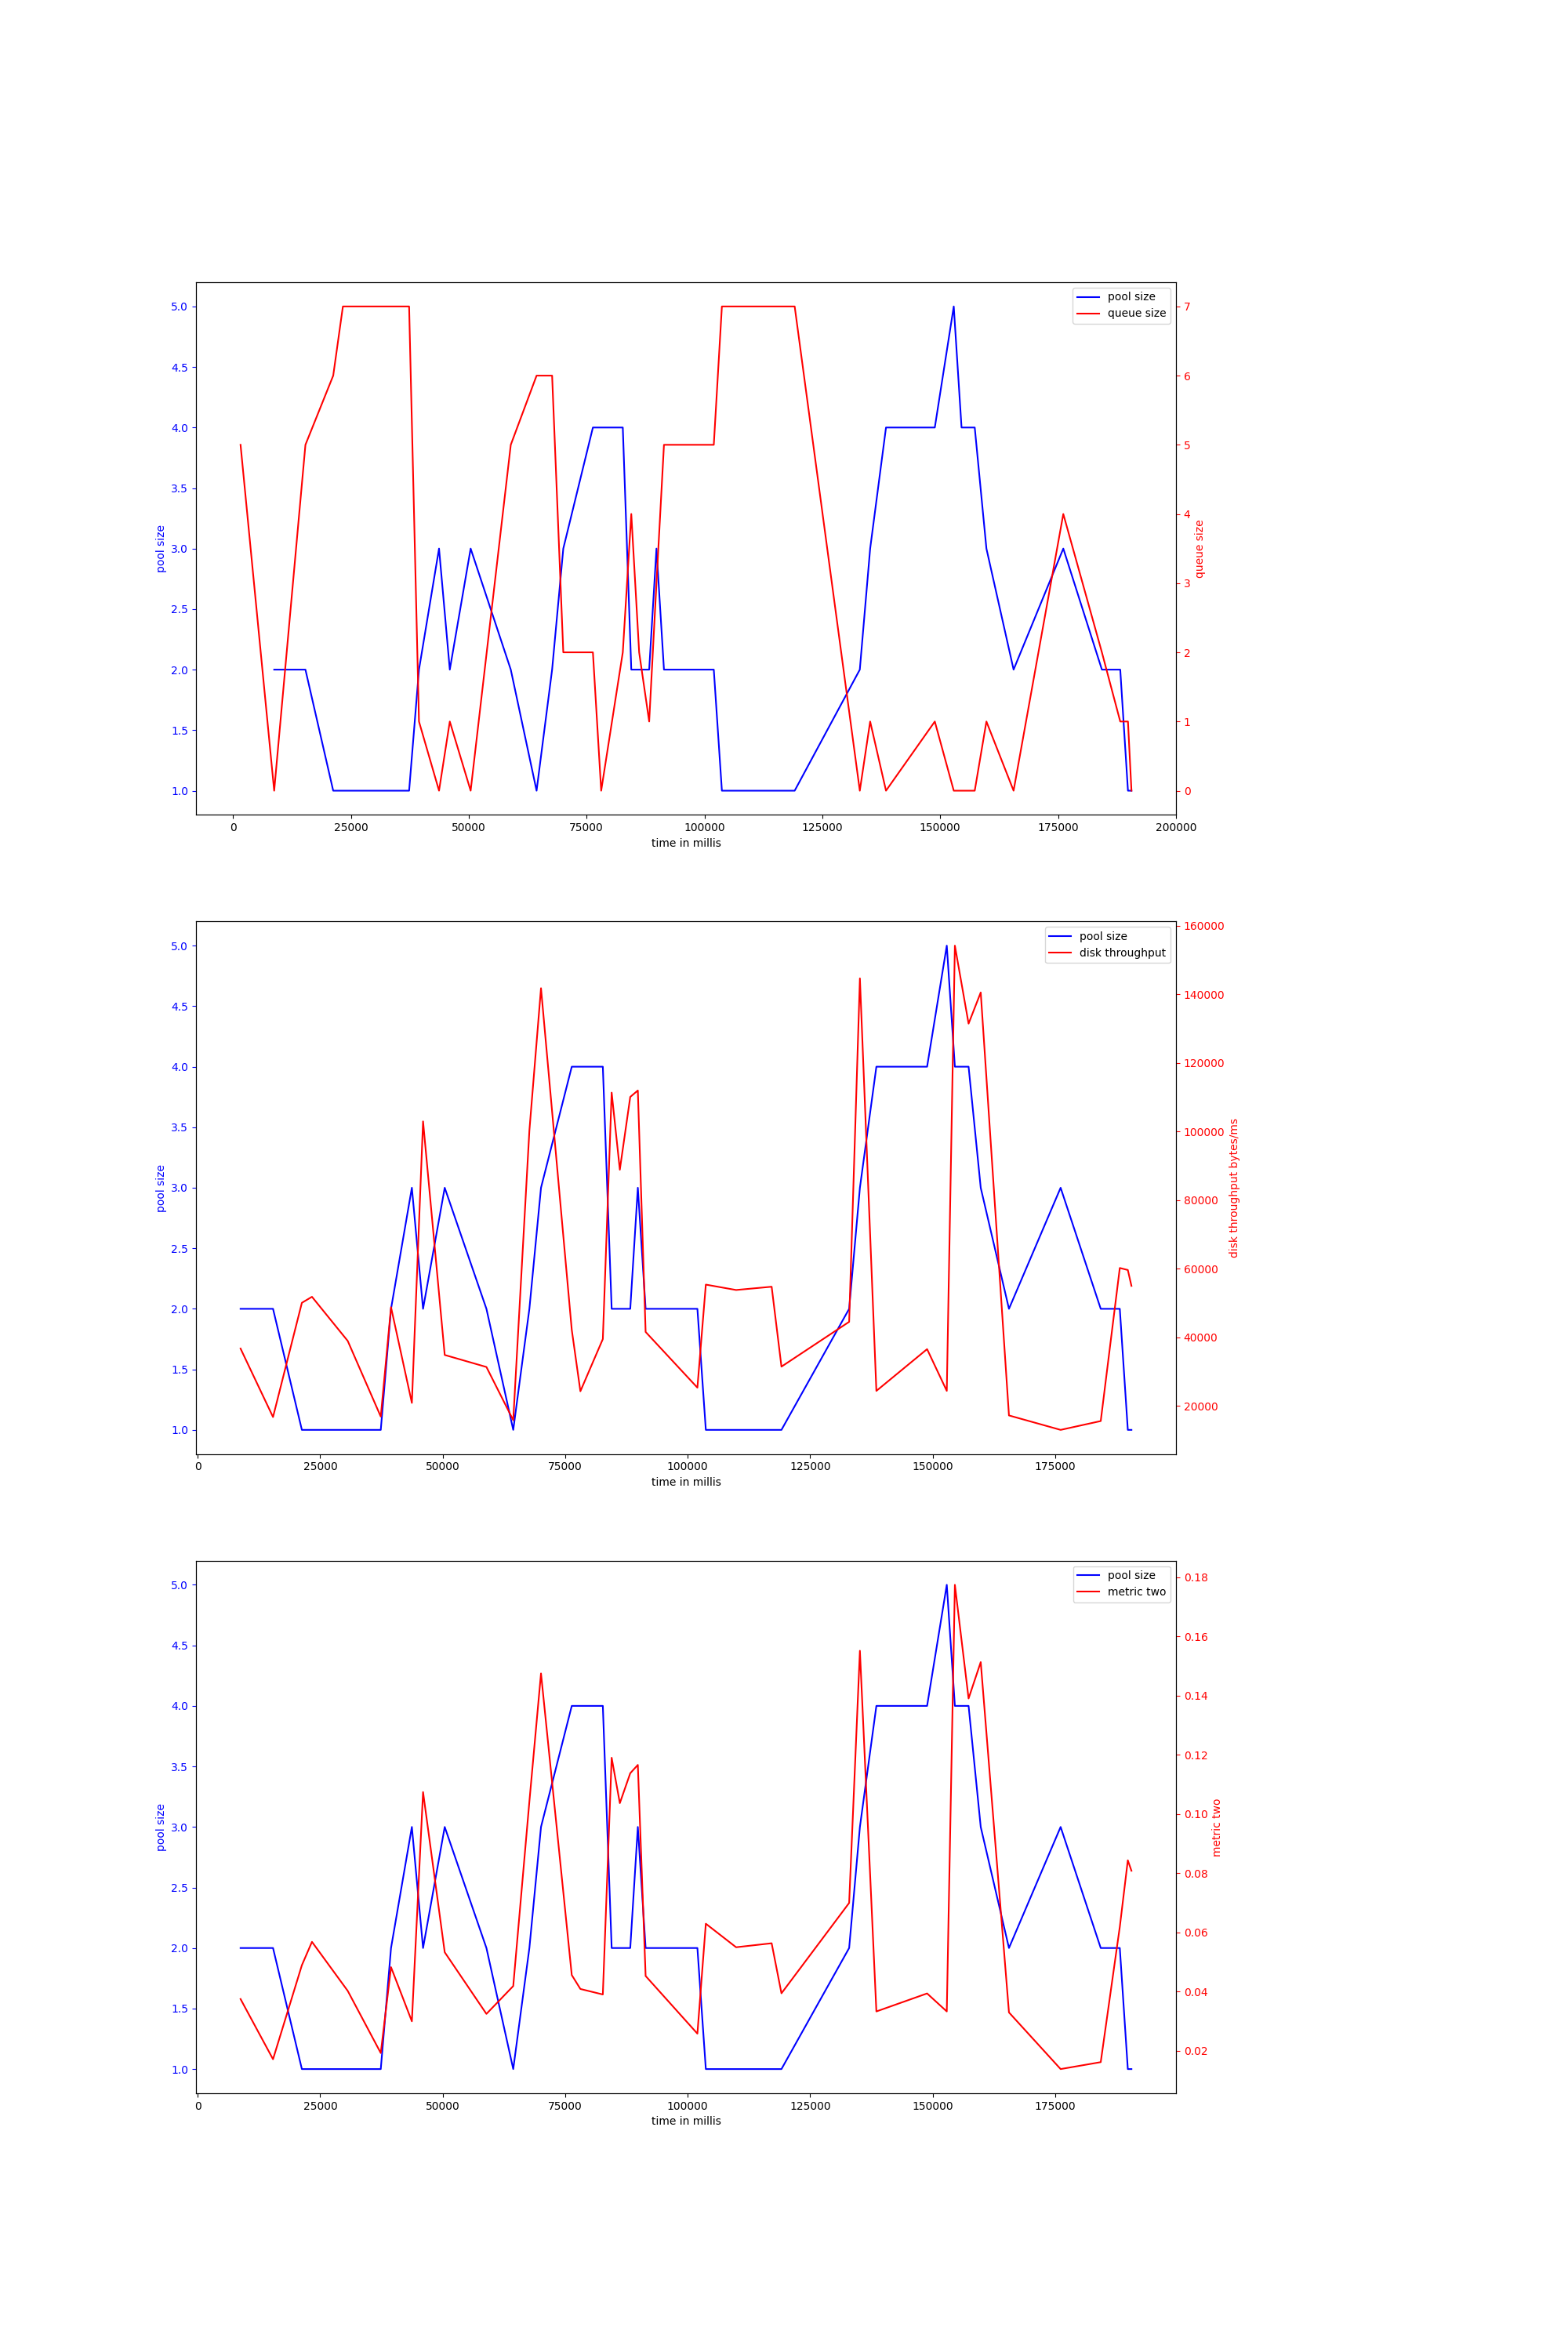 pool size
queue size
5.0
4.5
4.0
3.5
3.0
2.5
2.0
1.5
1.0
pool size
7
6
5
4
3
2
1
0
queue size
0 25000 50000 75000 100000 125000 150000 175000 200000
time in millis
pool size
disk throughput
5.0
4.5
4.0
3.5
3.0
2.5
2.0
1.5
1.0
pool size
160000
140000
120000
100000
80000
60000
40000
20000
disk throughput bytes/ms
0 25000 50000 75000 100000 125000 150000 175000
time in millis
pool size
metric two
5.0
4.5
4.0
3.5
3.0
2.5
2.0
1.5
1.0
pool size
0.18
0.16
0.14
0.12
0.10
0.08
0.06
0.04
0.02
metric two
0 25000 50000 75000 100000 125000 150000 175000
time in millis